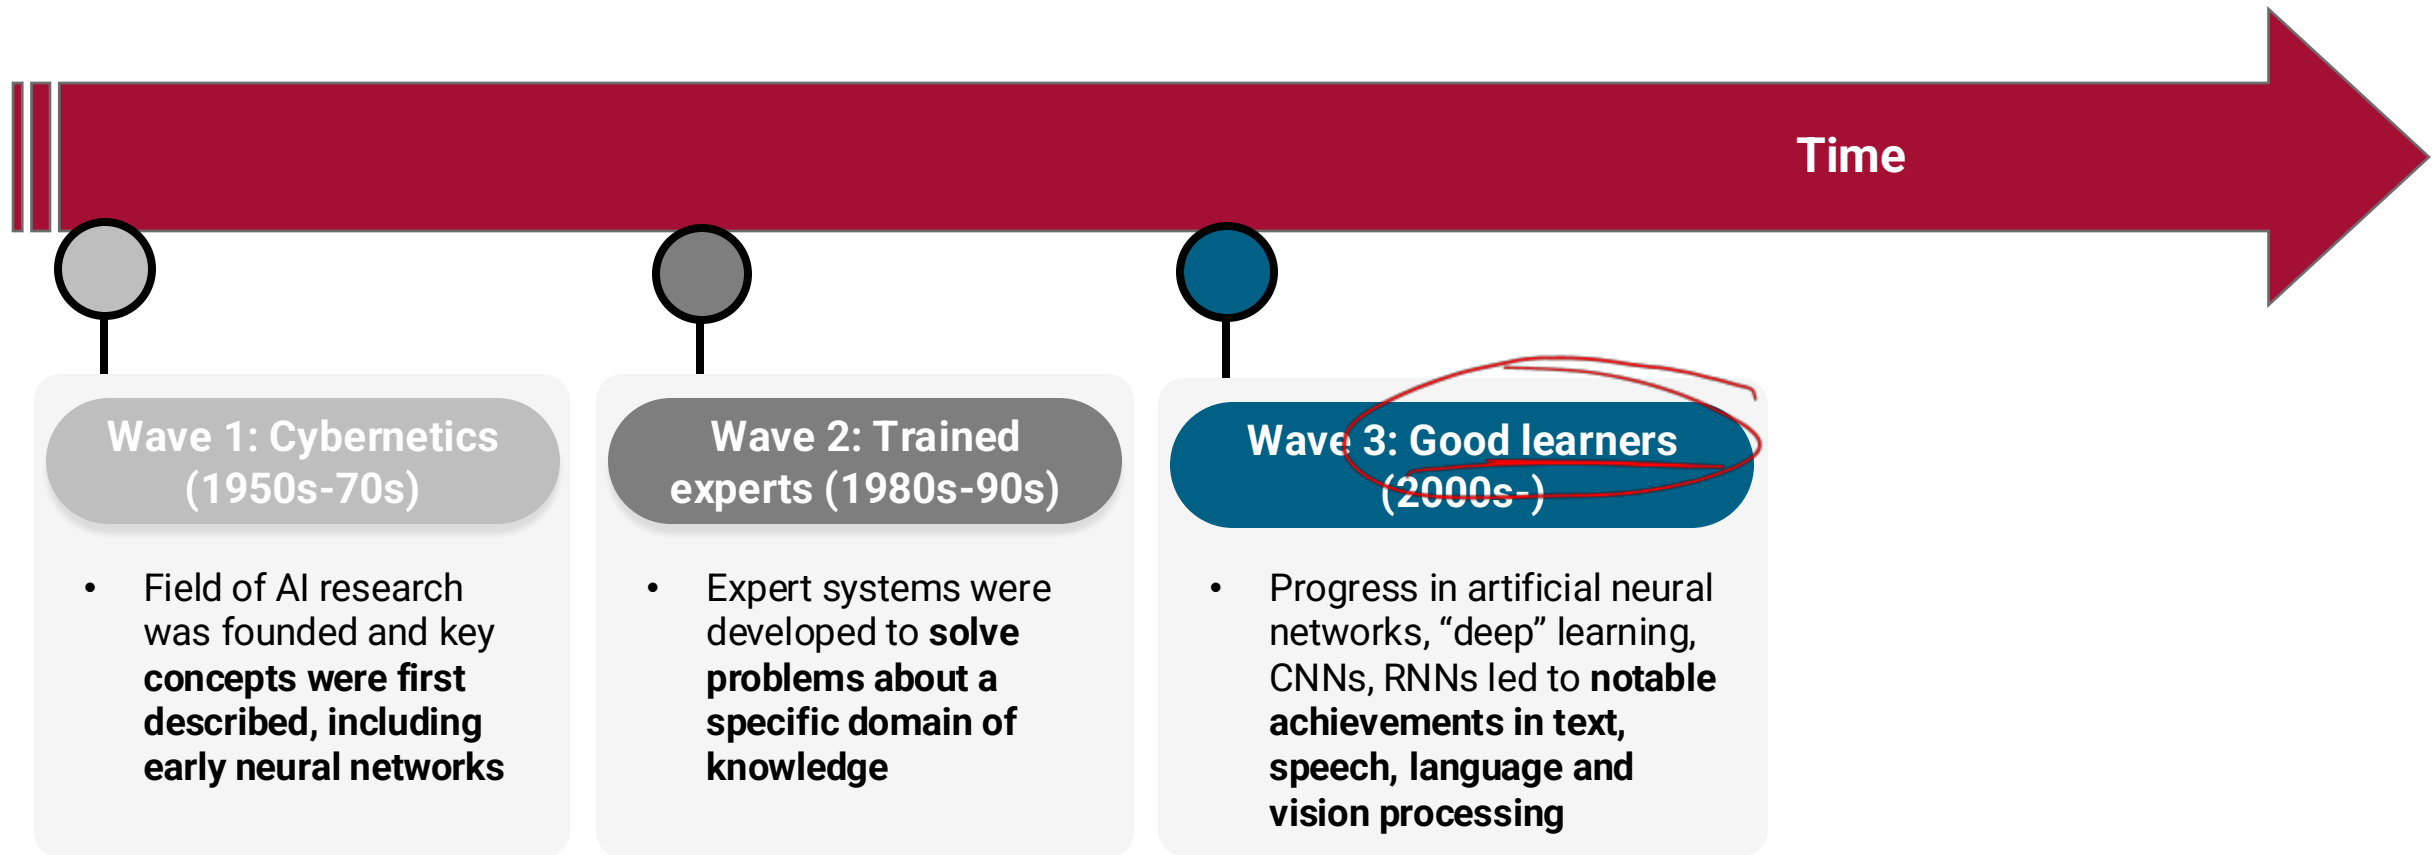 Time
Wave 1: Cybernetics
(1950s-70s)
• Field of AI research
was founded and key
concepts were first
described, including
early neural networks
Wave 2: Trained
experts (1980s-90s)
• Expert systems were
developed to solve
problems about a
specific domain of
knowledge
Wave 3: Good learners
(2000s-)
• Progress in artificial neural
networks, “deep” learning,
CNNs, RNNs led to notable
achievements in text,
speech, language and
vision processing